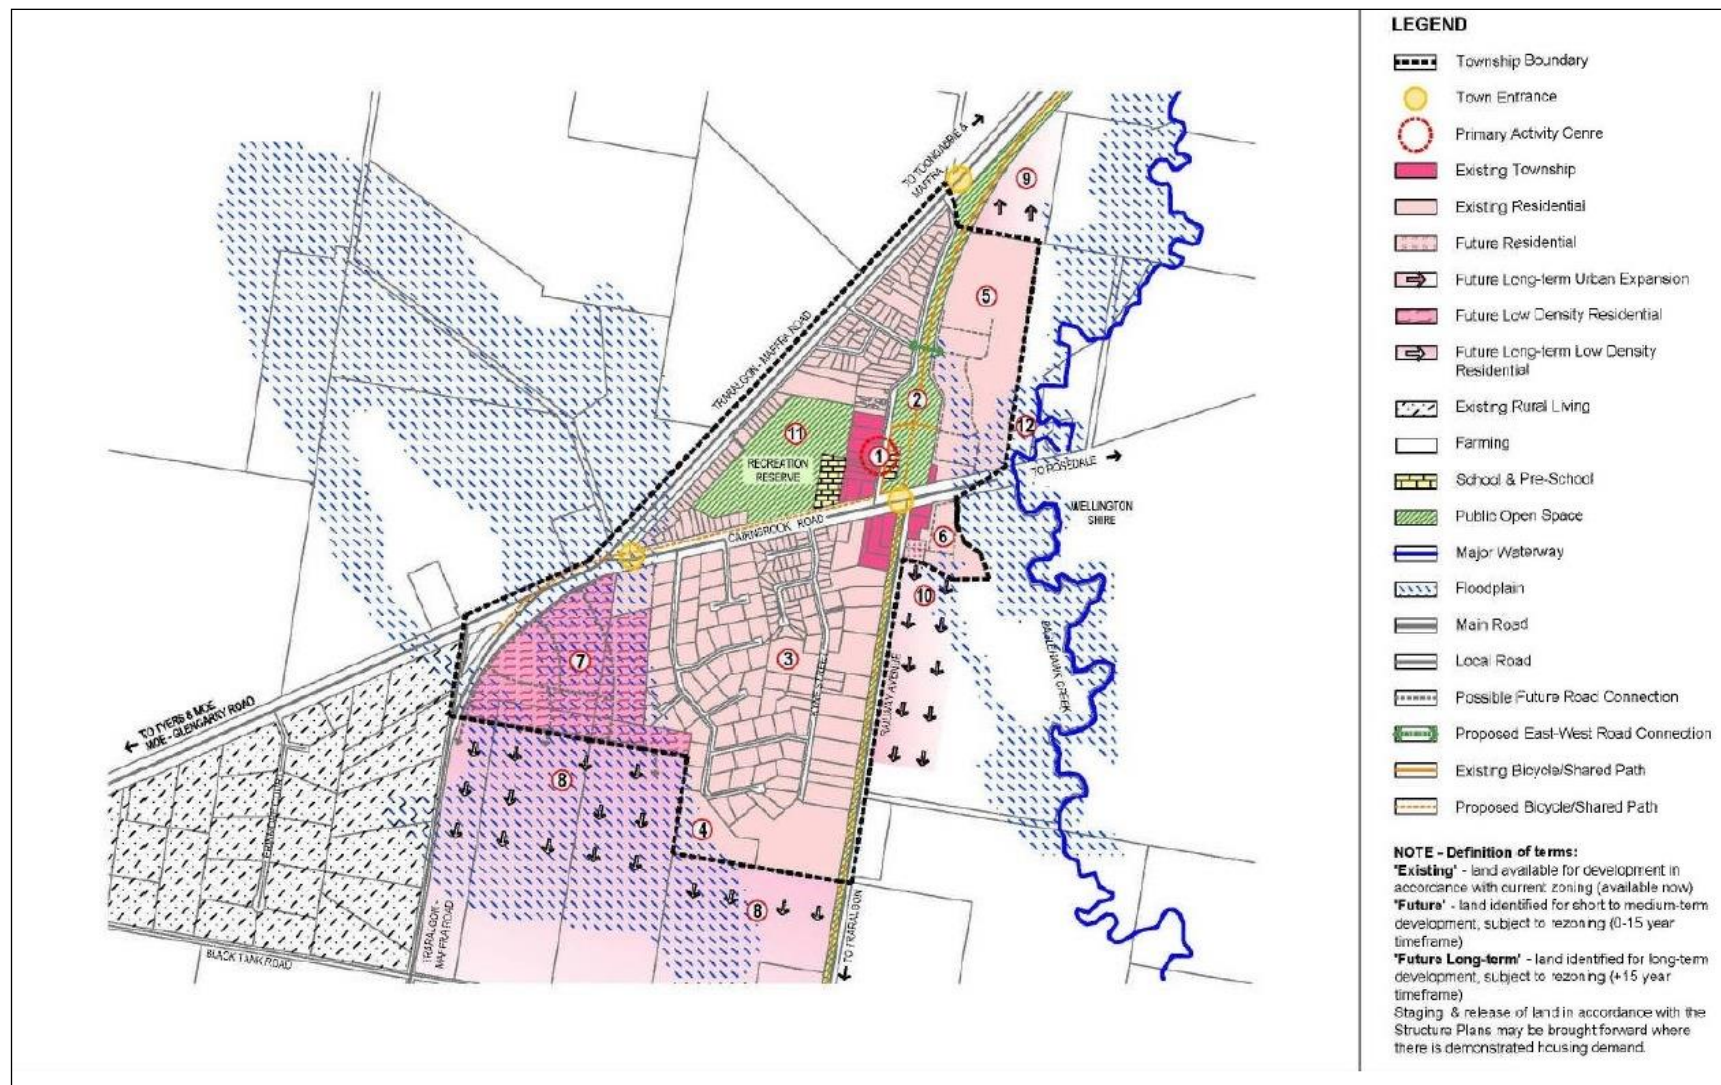 TO TOONGABBIE &
MAFFRA
9
5
TRARALGON - MAFFRA ROAD
2
11
RECREATION
RESERVE
1
12
TO ROSEDALE
WELLINGTON
SHIRE
CAIRNBROOK ROAD
6
10
7
3
RAILWAY AVENUE
TO TYERS & MOE
MOE - GLENGARRY ROAD
8
4
8
TRARALGON -
MAFFRA ROAD
TO TRARALGON
BLACK TANK ROAD
LEGEND
Township Boundary
Town Entrance
Primary Activity Cenre
Existing Township
Existing Residential
Future Residential
Future Long-term Urban Expansion
Future Low Density Residential
Future Long-term Low Density
Residential
Existing Rural Living
Farming
School & Pre-School
Public Open Space
Major Waterway
Floodplain
Main Road
Local Road
Possible Future Road Connection
Proposed East-West Road Connection
Existing Bicycle/Shared Path
Proposed Bicycle/Shared Path
NOTE - Definition of terms:
'Existing' - land available for development in
accordance with current zoning (available now)
'Future' - land identified for short to medium-term
development, subject to rezoning (0-15 year
timeframe)
'Future Long-term' - land identified for long-term
development, subject to rezoning (+15 year
timeframe)
Staging & release of land in accordance with the
Structure Plans may be brought forward where
there is demonstrated housing demand.